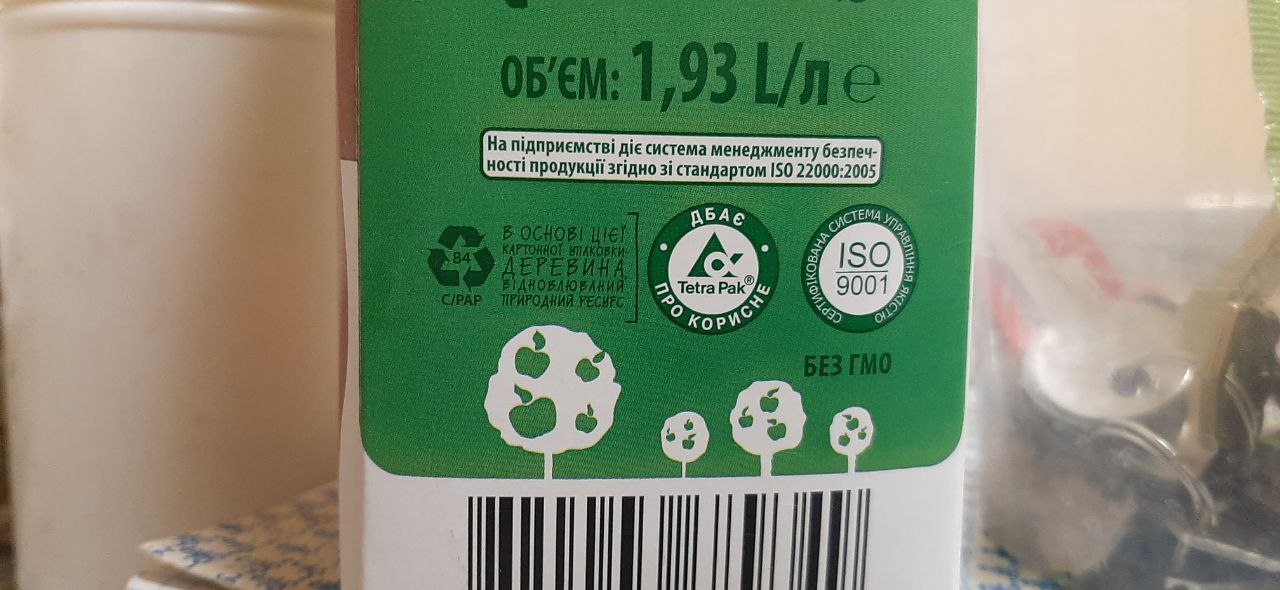 ОБ'ЄМ: 1,93 L/л ℮
На підприємстві діє система менеджменту безпеч-
ності продукції згідно зі стандартом ISO 22000:2005
84
C/PAP
В ОСНОВІ ЦІЄЇ
КАРТОННОЇ УПАКОВКИ-
ДЕРЕВИНА
ВІДНОВЛЮВАНИЙ
ПРИРОДНИЙ РЕСУРС
ДБАЄ
Tetra Pak®
ПРО КОРИСНЕ
СЕРТИФІКОВАНА СИСТЕМА УПРАВЛІННЯ ЯКІСТЮ
ISO
9001
БЕЗ ГМО